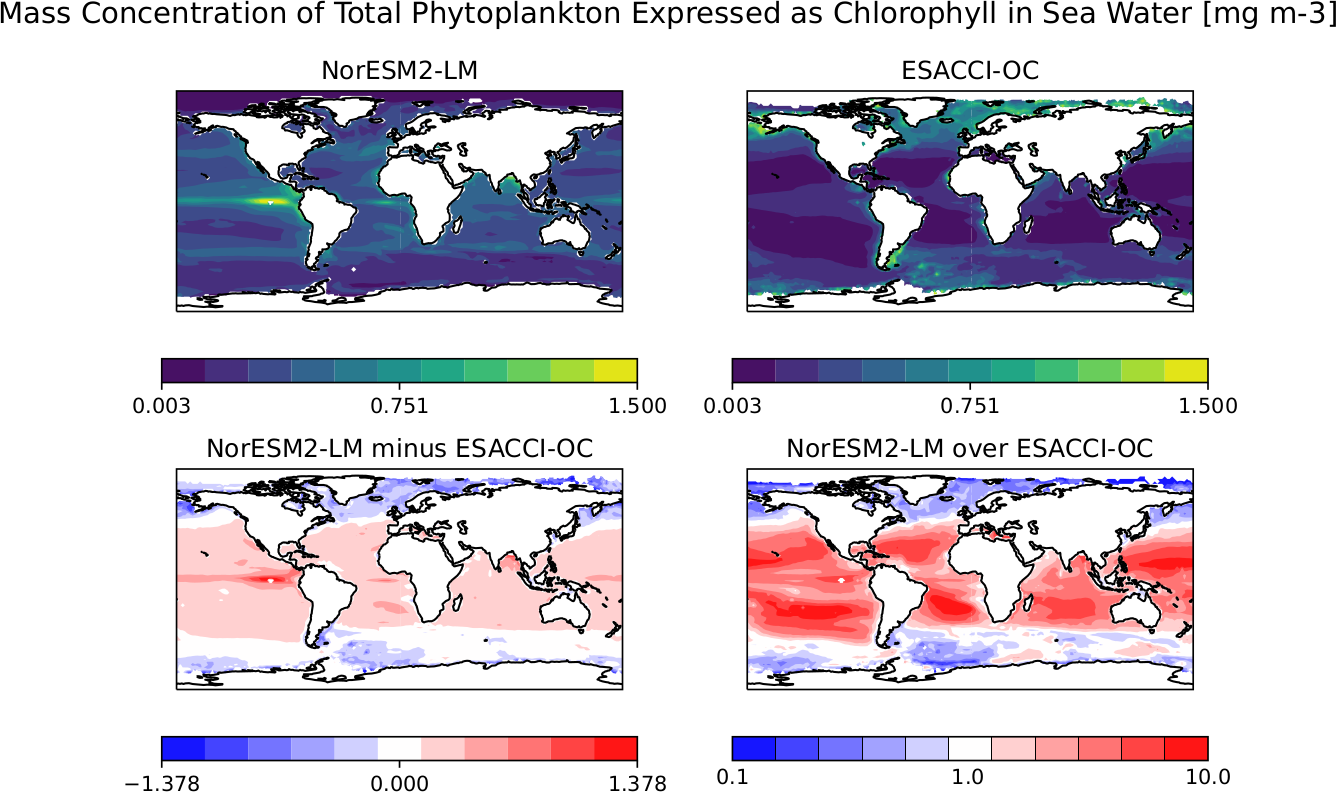 Mass Concentration of Total Phytoplankton Expressed as Chlorophyll in Sea Water [mg m-3]
NorESM2-LM
ESACCI-OC
0.003 0.751 1.500
0.003 0.751 1.500
NorESM2-LM minus ESACCI-OC
NorESM2-LM over ESACCI-OC
−1.378 0.000 1.378
0.1 1.0 10.0